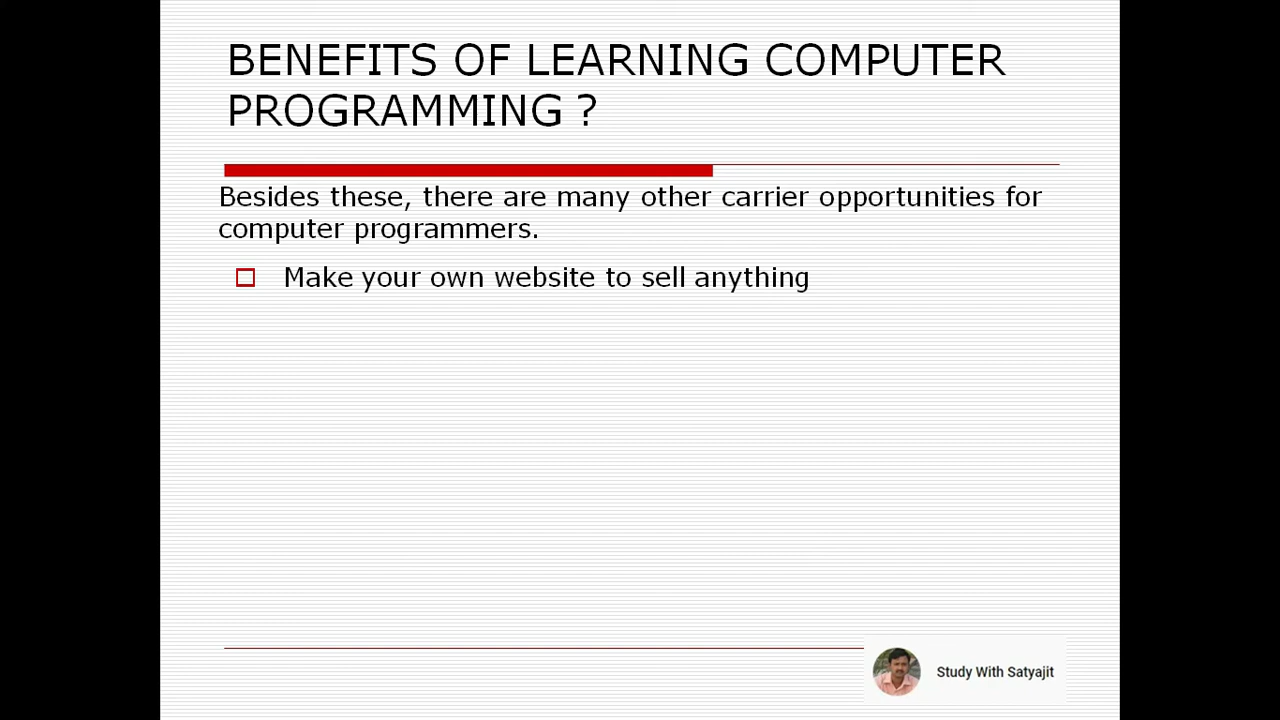 BENEFITS OF LEARNING COMPUTER
PROGRAMMING ?
Besides these, there are many other carrier opportunities for
computer programmers.
Make your own website to sell anything
Study With Satyajit